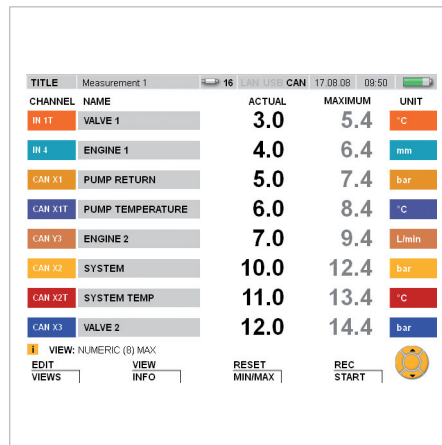 TITLE Measurement 1 16 LAN USB CAN 17.08.08 09:50
CHANNEL NAME ACTUAL MAXIMUM UNIT
IN 1T VALVE 1 3.0 5.4 °C
IN 4 ENGINE 1 4.0 6.4 mm
CAN X1 PUMP RETURN 5.0 7.4 bar
CAN X1T PUMP TEMPERATURE 6.0 8.4 °C
CAN Y3 ENGINE 2 7.0 9.4 L/min
CAN X2 SYSTEM 10.0 12.4 bar
CAN X2T SYSTEM TEMP 11.0 13.4 °C
CAN X3 VALVE 2 12.0 14.4 bar
i VIEW: NUMERIC (8) MAX
EDIT VIEW RESET REC
VIEWS INFO MIN/MAX START